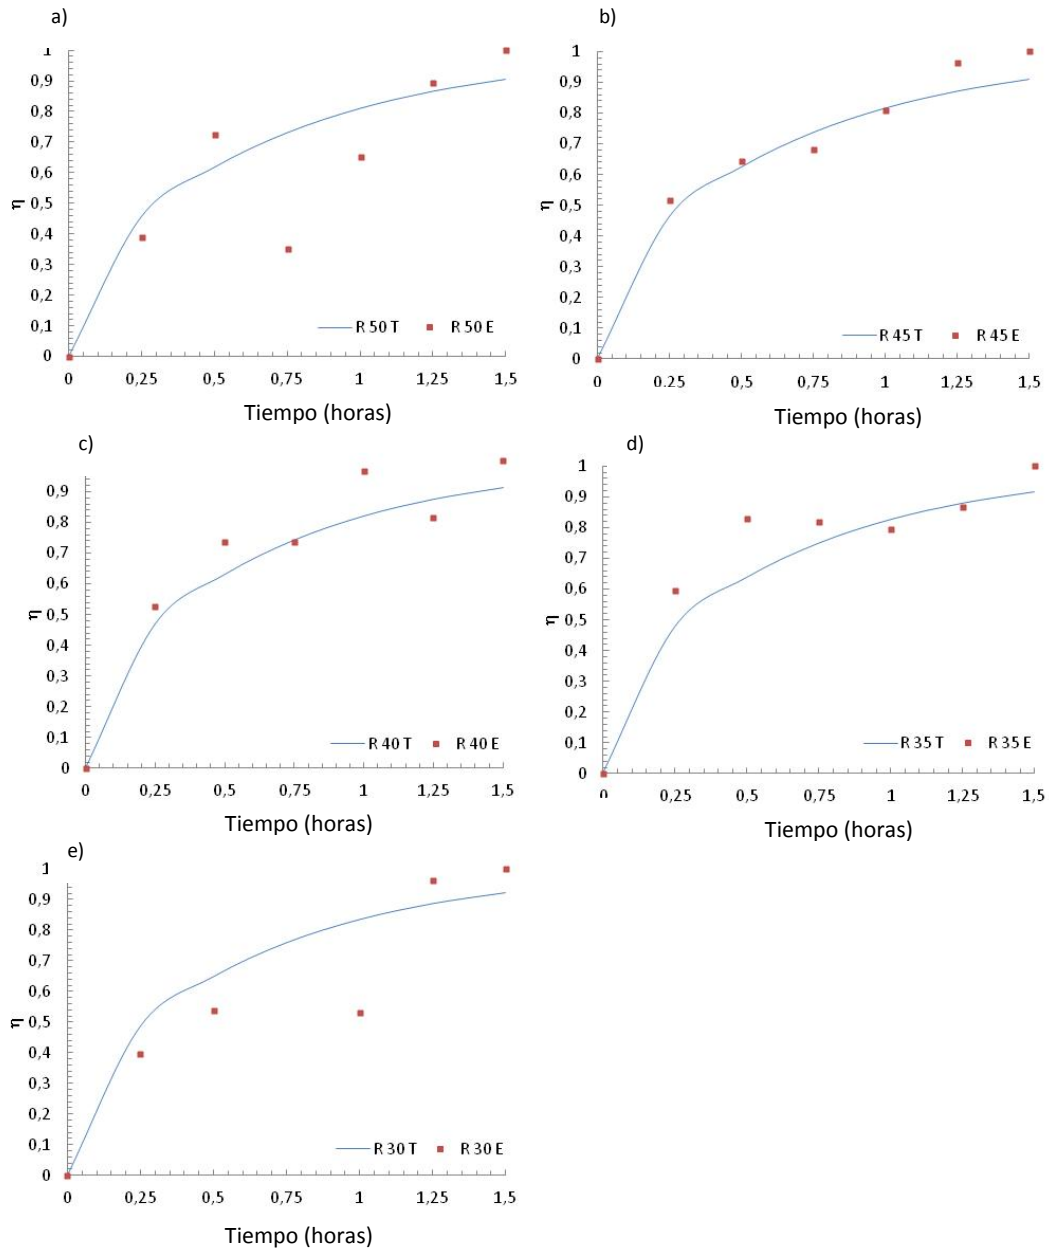 a)
1
0,9
0,8
0,7
0,6
0,5
0,4
0,3
0,2
0,1
0
η
R 50 T R 50 E
0 0,25 0,5 0,75 1 1,25 1,5
Tiempo (horas)
b)
1
0,9
0,8
0,7
0,6
0,5
0,4
0,3
0,2
0,1
0
η
R 45 T R 45 E
0 0,25 0,5 0,75 1 1,25 1,5
Tiempo (horas)
c)
0,9
0,8
0,7
0,6
0,5
0,4
0,3
0,2
0,1
0
η
R 40 T R 40 E
0 0,25 0,5 0,75 1 1,25 1,5
Tiempo (horas)
d)
1
0,9
0,8
0,7
0,6
0,5
0,4
0,3
0,2
0,1
0
η
R 35 T R 35 E
0 0,25 0,5 0,75 1 1,25 1,5
Tiempo (horas)
e)
1
0,9
0,8
0,7
0,6
0,5
0,4
0,3
0,2
0,1
0
η
R 30 T R 30 E
0 0,25 0,5 0,75 1 1,25 1,5
Tiempo (horas)